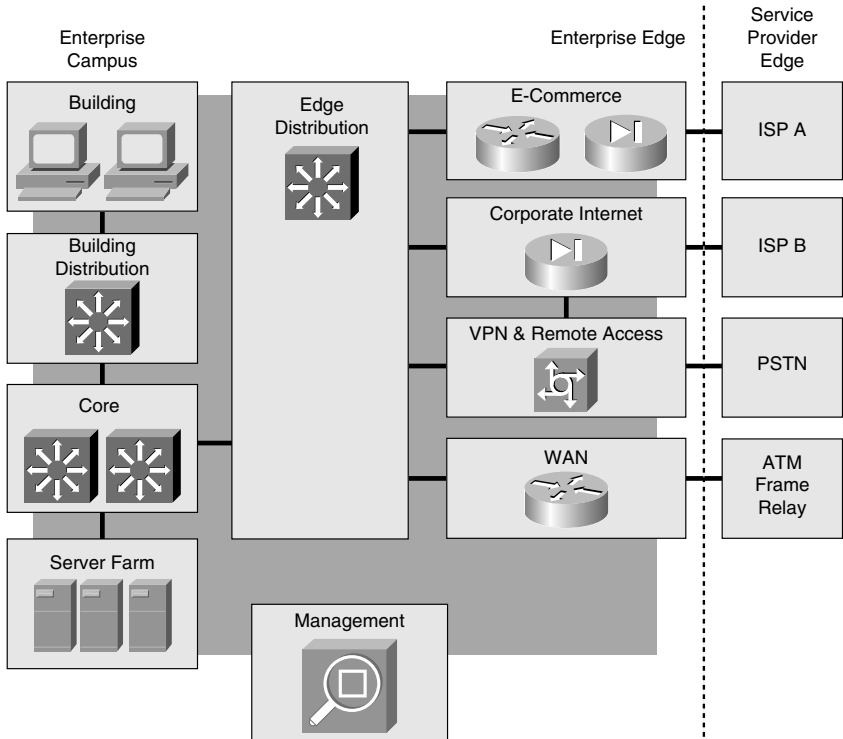 Enterprise
Campus
Enterprise Edge
Service
Provider
Edge
Building
Edge
Distribution
E-Commerce
ISP A
Building
Distribution
Corporate Internet
ISP B
VPN & Remote Access
PSTN
Core
WAN
ATM
Frame
Relay
Server Farm
Management